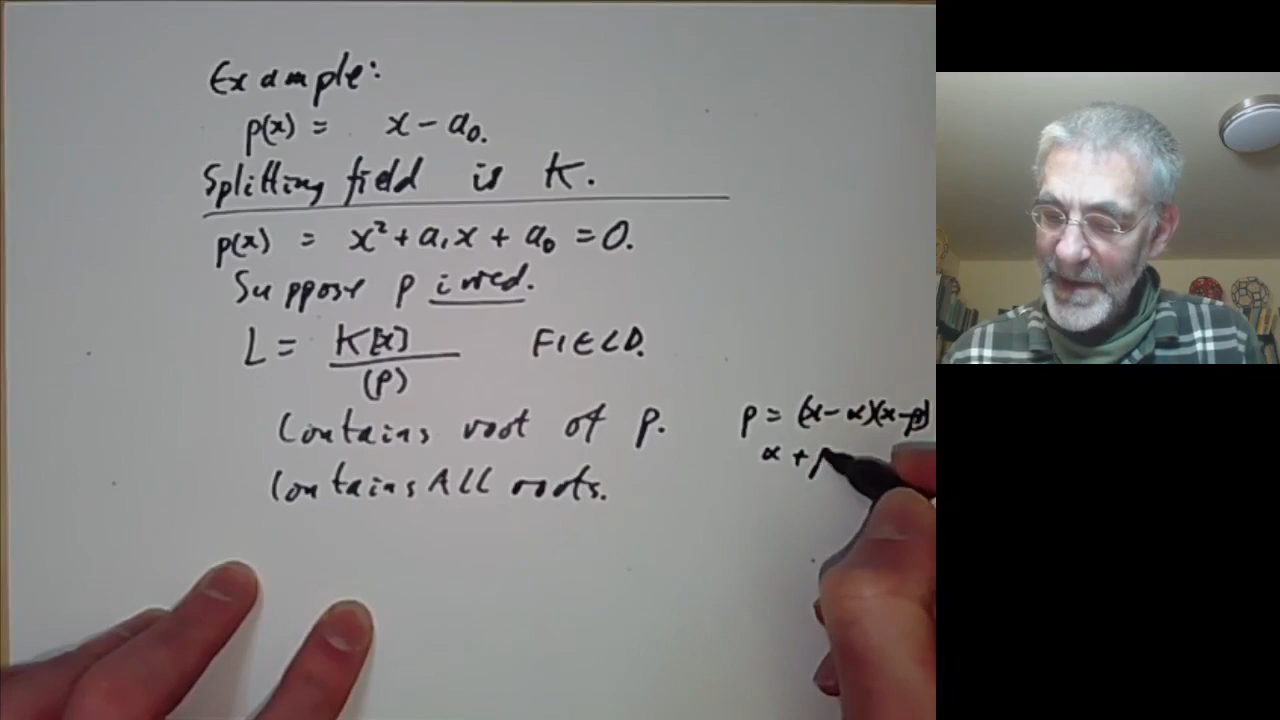 Example:
p(x) = x - a₀.
Splitting field is K.
p(x) = x² + a₁x + a₀ = 0.
Suppose p irred.
L = K[x] / (p) FIELD.
Contains root of p.
Contains ALL roots.
p = (x - α)(x - β)
α + β